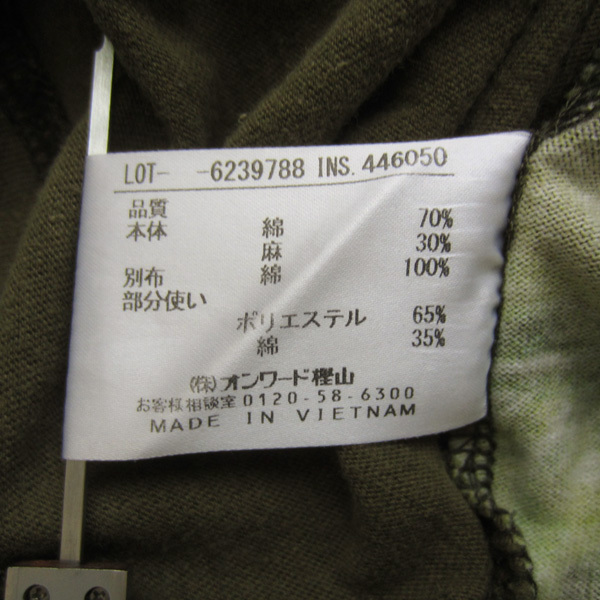 LOT- -6239788 INS. 446050
品質
本体 綿 70%
麻 30%
別布 綿 100%
部分使い
ポリエステル 65%
綿 35%
(株)オンワード樫山
お客様相談室 0120-58-6300
MADE IN VIETNAM